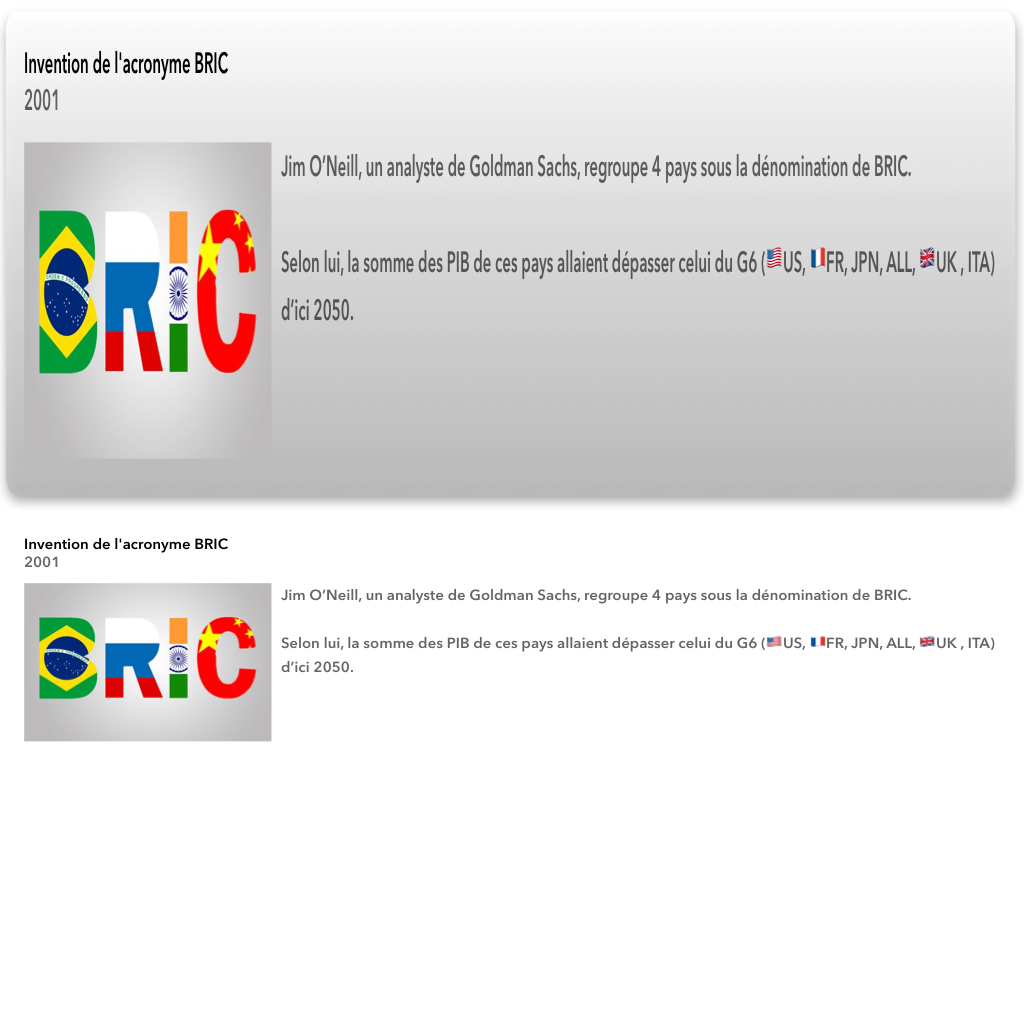 Invention de l'acronyme BRIC
2001
BRIC
Jim O’Neill, un analyste de Goldman Sachs, regroupe 4 pays sous la dénomination de BRIC.
Selon lui, la somme des PIB de ces pays allaient dépasser celui du G6 (🇺🇸US, 🇫🇷FR, JPN, ALL, 🇬🇧UK , ITA)
d’ici 2050.
Invention de l'acronyme BRIC
2001
BRIC
Jim O’Neill, un analyste de Goldman Sachs, regroupe 4 pays sous la dénomination de BRIC.
Selon lui, la somme des PIB de ces pays allaient dépasser celui du G6 (🇺🇸US, 🇫🇷FR, JPN, ALL, 🇬🇧UK , ITA)
d’ici 2050.